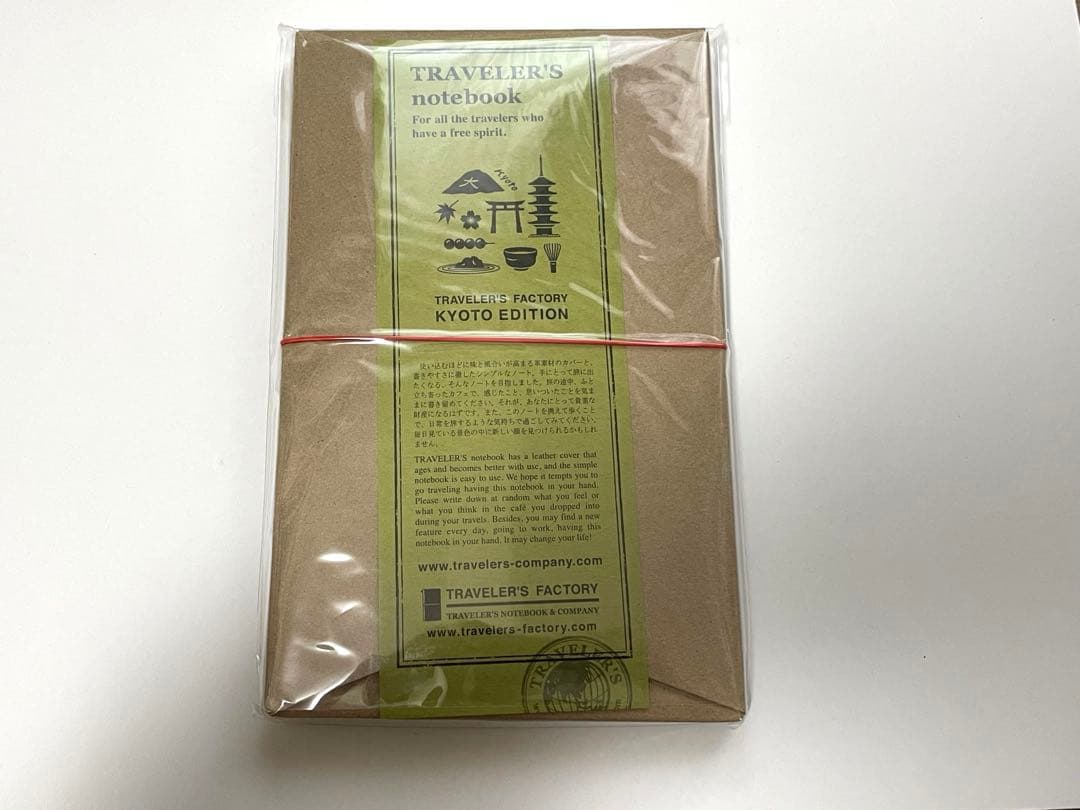 TRAVELER'S
notebook
For all the travelers who
have a free spirit.
大
Kyoto
TRAVELER'S FACTORY
KYOTO EDITION
使い込むほどに味と風合いが高まる革素材のカバーと、
書きやすさに徹したシンプルなノート。手にとって旅に出
たくなる、そんなノートを目指しました。旅の途中、ふと
立ち寄ったカフェで、感じたこと、思いついたことを気ま
まに書き留めてください。それが、あなたにとって貴重な
財産になるはずです。また、このノートを携えて歩くこと
で、日常を旅するような気持ちで過ごしてみてください。
毎日見ている景色の中に新しい顔を見つけられるかもしれ
ません。
TRAVELER'S notebook has a leather cover that
ages and becomes better with use, and the simple
notebook is easy to use. We hope it tempts you to
go traveling having this notebook in your hand.
Please write down at random what you feel or
what you think in the café you dropped into
during your travels. Besides, you may find a new
feature every day, going to work, having this
notebook in your hand. It may change your life!
www.travelers-company.com
TRAVELER'S FACTORY
TRAVELER'S NOTEBOOK & COMPANY
www.travelers-factory.com
TRAVELER'S